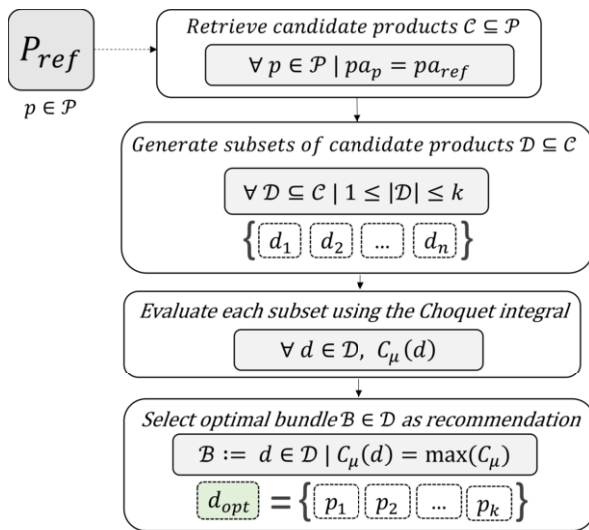 P_ref
p ∈ 𝒫
Retrieve candidate products 𝒞 ⊆ 𝒫
∀ p ∈ 𝒫 | pa_p = pa_ref
Generate subsets of candidate products 𝒟 ⊆ 𝒞
∀ 𝒟 ⊆ 𝒞 | 1 ≤ |𝒟| ≤ k
{ d_1 d_2 ... d_n }
Evaluate each subset using the Choquet integral
∀ d ∈ 𝒟, C_μ(d)
Select optimal bundle ℬ ∈ 𝒟 as recommendation
ℬ := d ∈ 𝒟 | C_μ(d) = max(C_μ)
d_opt = { p_1 p_2 ... p_k }